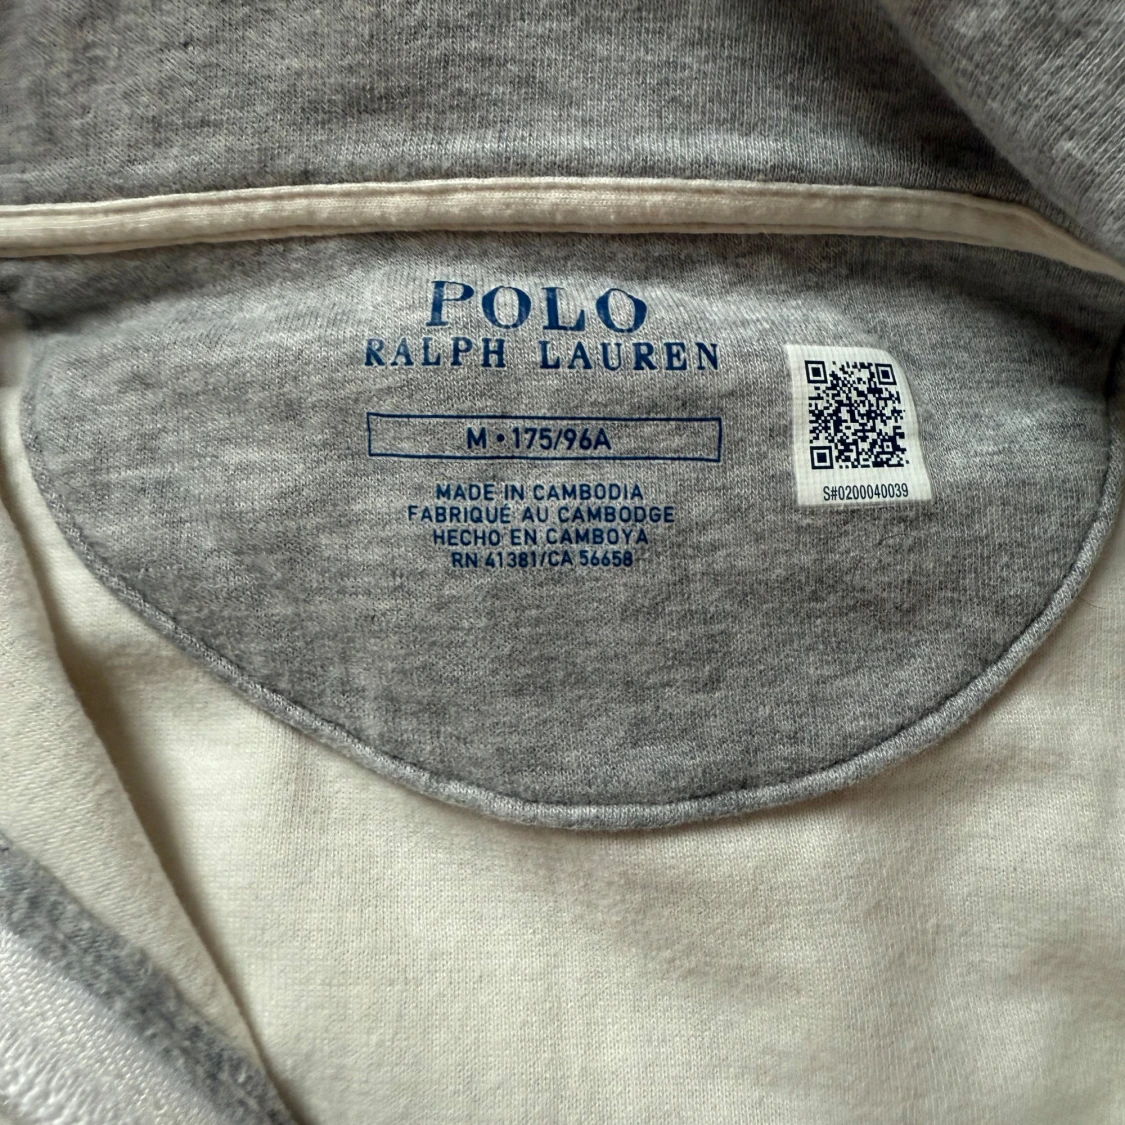 POLO
RALPH LAUREN
M • 175/96A
MADE IN CAMBODIA
FABRIQUÉ AU CAMBODGE
HECHO EN CAMBOYA
RN 41381/CA 56658
S#0200040039